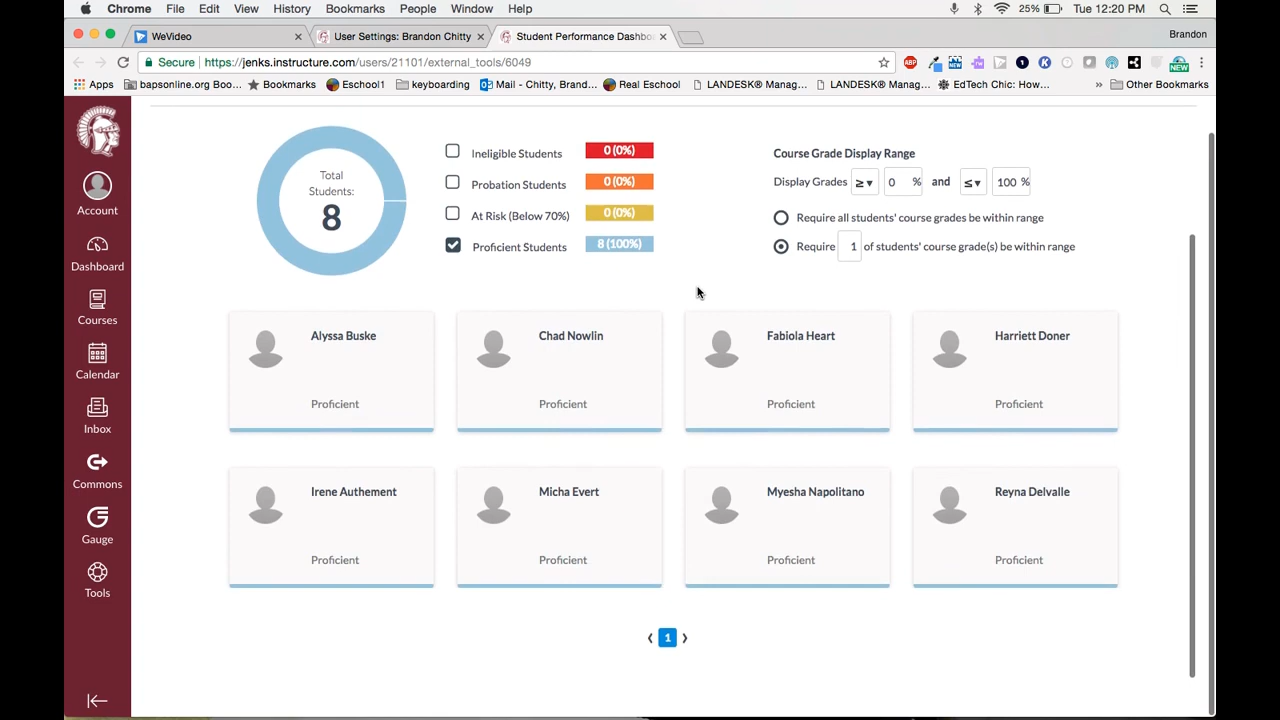 Chrome File Edit View History Bookmarks People Window Help 25% Tue 12:20 PM
WeVideo User Settings: Brandon Chitty Student Performance Dashbo Brandon
Secure https://jenks.instructure.com/users/21101/external_tools/6049 ABP NEW K NEW
Apps bapsonline.org Boo... Bookmarks Eschool1 keyboarding Mail - Chitty, Brand... Real Eschool LANDESK® Manag... LANDESK® Manag... EdTech Chic: How... » Other Bookmarks
Account
Dashboard
Courses
Calendar
Inbox
Commons
Gauge
Tools
Total
Students:
8
Ineligible Students 0 (0%)
Probation Students 0 (0%)
At Risk (Below 70%) 0 (0%)
Proficient Students 8 (100%)
Course Grade Display Range
Display Grades ≥ 0 % and ≤ 100 %
Require all students' course grades be within range
Require 1 of students' course grade(s) be within range
Alyssa Buske
Proficient
Chad Nowlin
Proficient
Fabiola Heart
Proficient
Harriett Doner
Proficient
Irene Authement
Proficient
Micha Evert
Proficient
Myesha Napolitano
Proficient
Reyna Delvalle
Proficient
1